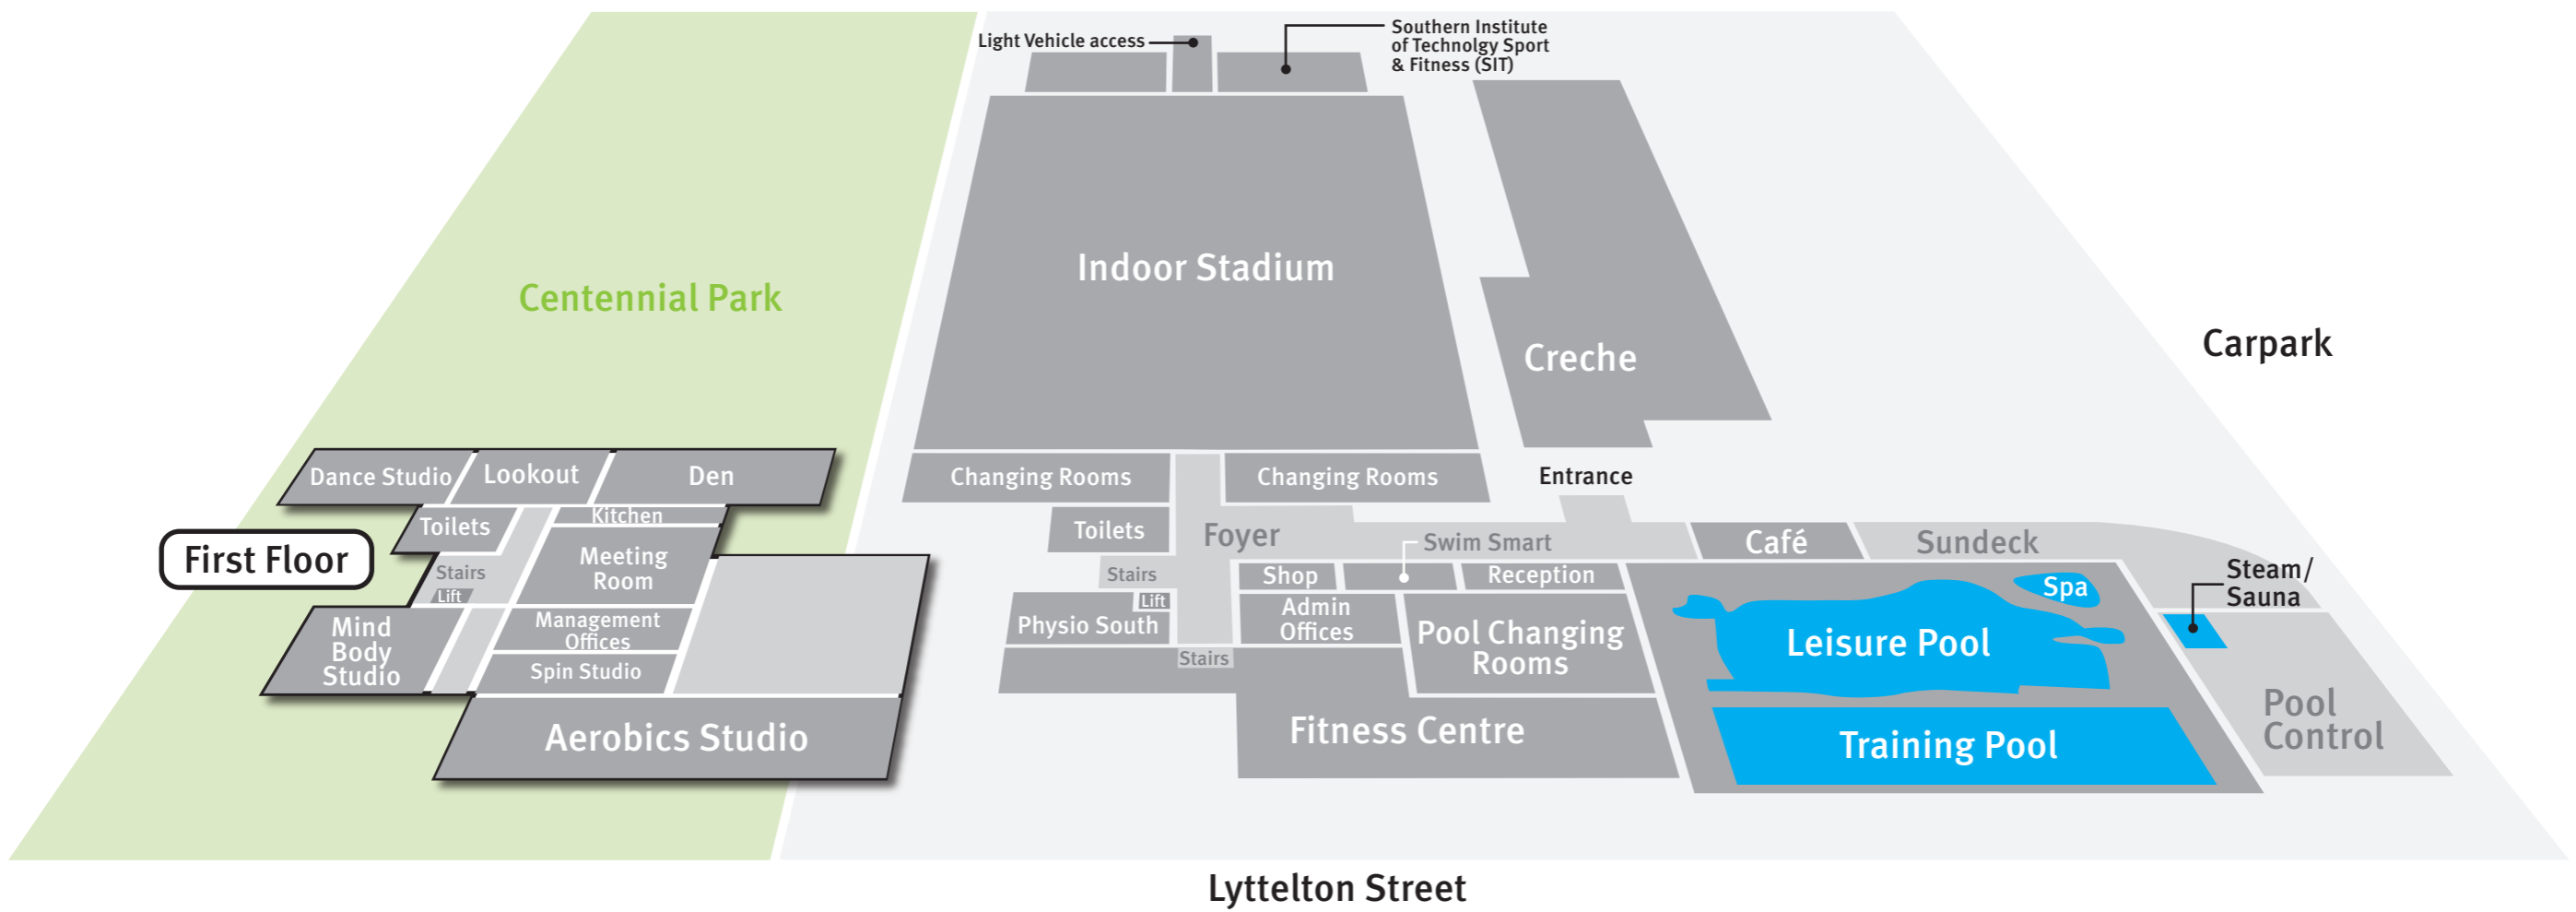 Light Vehicle access
Southern Institute
of Technolgy Sport
& Fitness (SIT)
Indoor Stadium
Centennial Park
Creche
Carpark
Dance Studio
Lookout
Den
Changing Rooms
Changing Rooms
Entrance
Toilets
Kitchen
Toilets
Foyer
Swim Smart
Café
Sundeck
First Floor
Meeting
Room
Stairs
Lift
Stairs
Lift
Shop
Reception
Spa
Steam/
Sauna
Mind
Body
Studio
Management
Offices
Spin Studio
Physio South
Admin
Offices
Stairs
Pool Changing
Rooms
Leisure Pool
Pool
Control
Aerobics Studio
Fitness Centre
Training Pool
Lyttelton Street